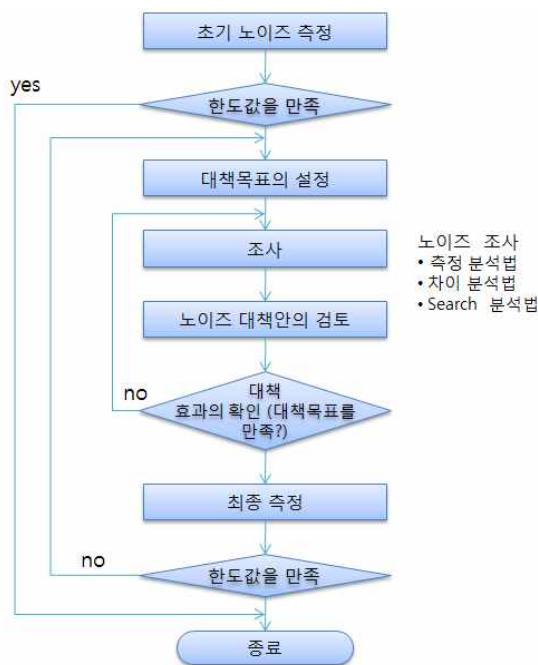 초기 노이즈 측정
yes
한도값을 만족
대책목표의 설정
조사
노이즈 조사
• 측정 분석법
• 차이 분석법
• Search 분석법
노이즈 대책안의 검토
no
대책
효과의 확인 (대책목표를
만족?)
최종 측정
no
한도값을 만족
종료